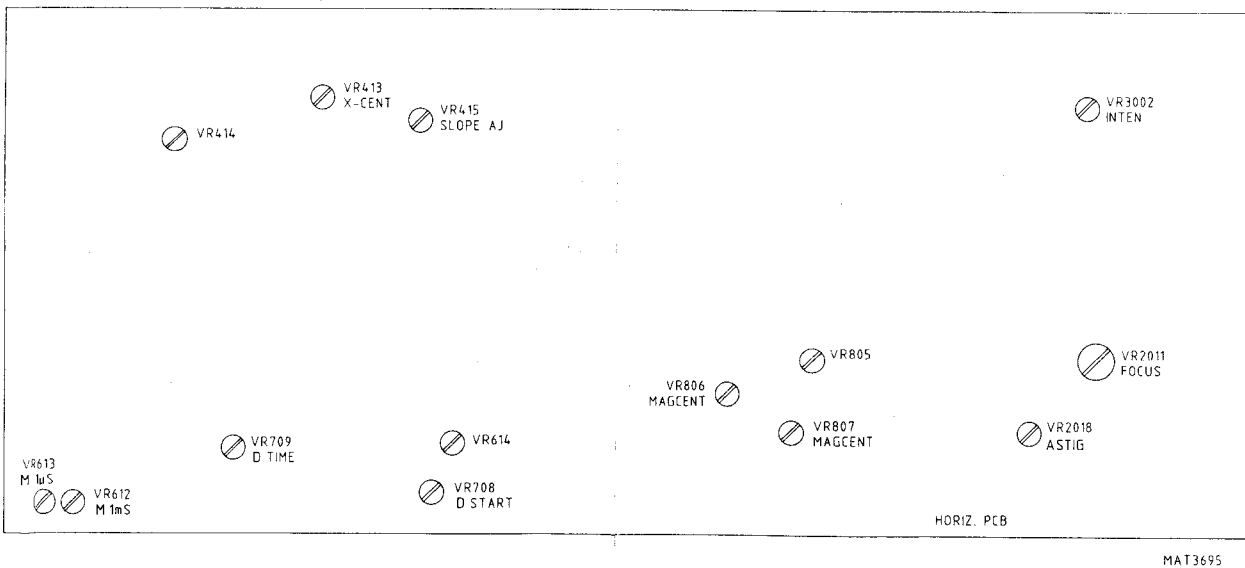 VR413
X-CENT
VR415
SLOPE AJ
VR414
VR3002
INTEN
VR805
VR2011
FOCUS
VR806
MAGCENT
VR807
MAGCENT
VR2018
ASTIG
VR709
D TIME
VR614
VR613
M 1uS
VR612
M 1mS
VR708
D START
HORIZ. PCB
MAT3695